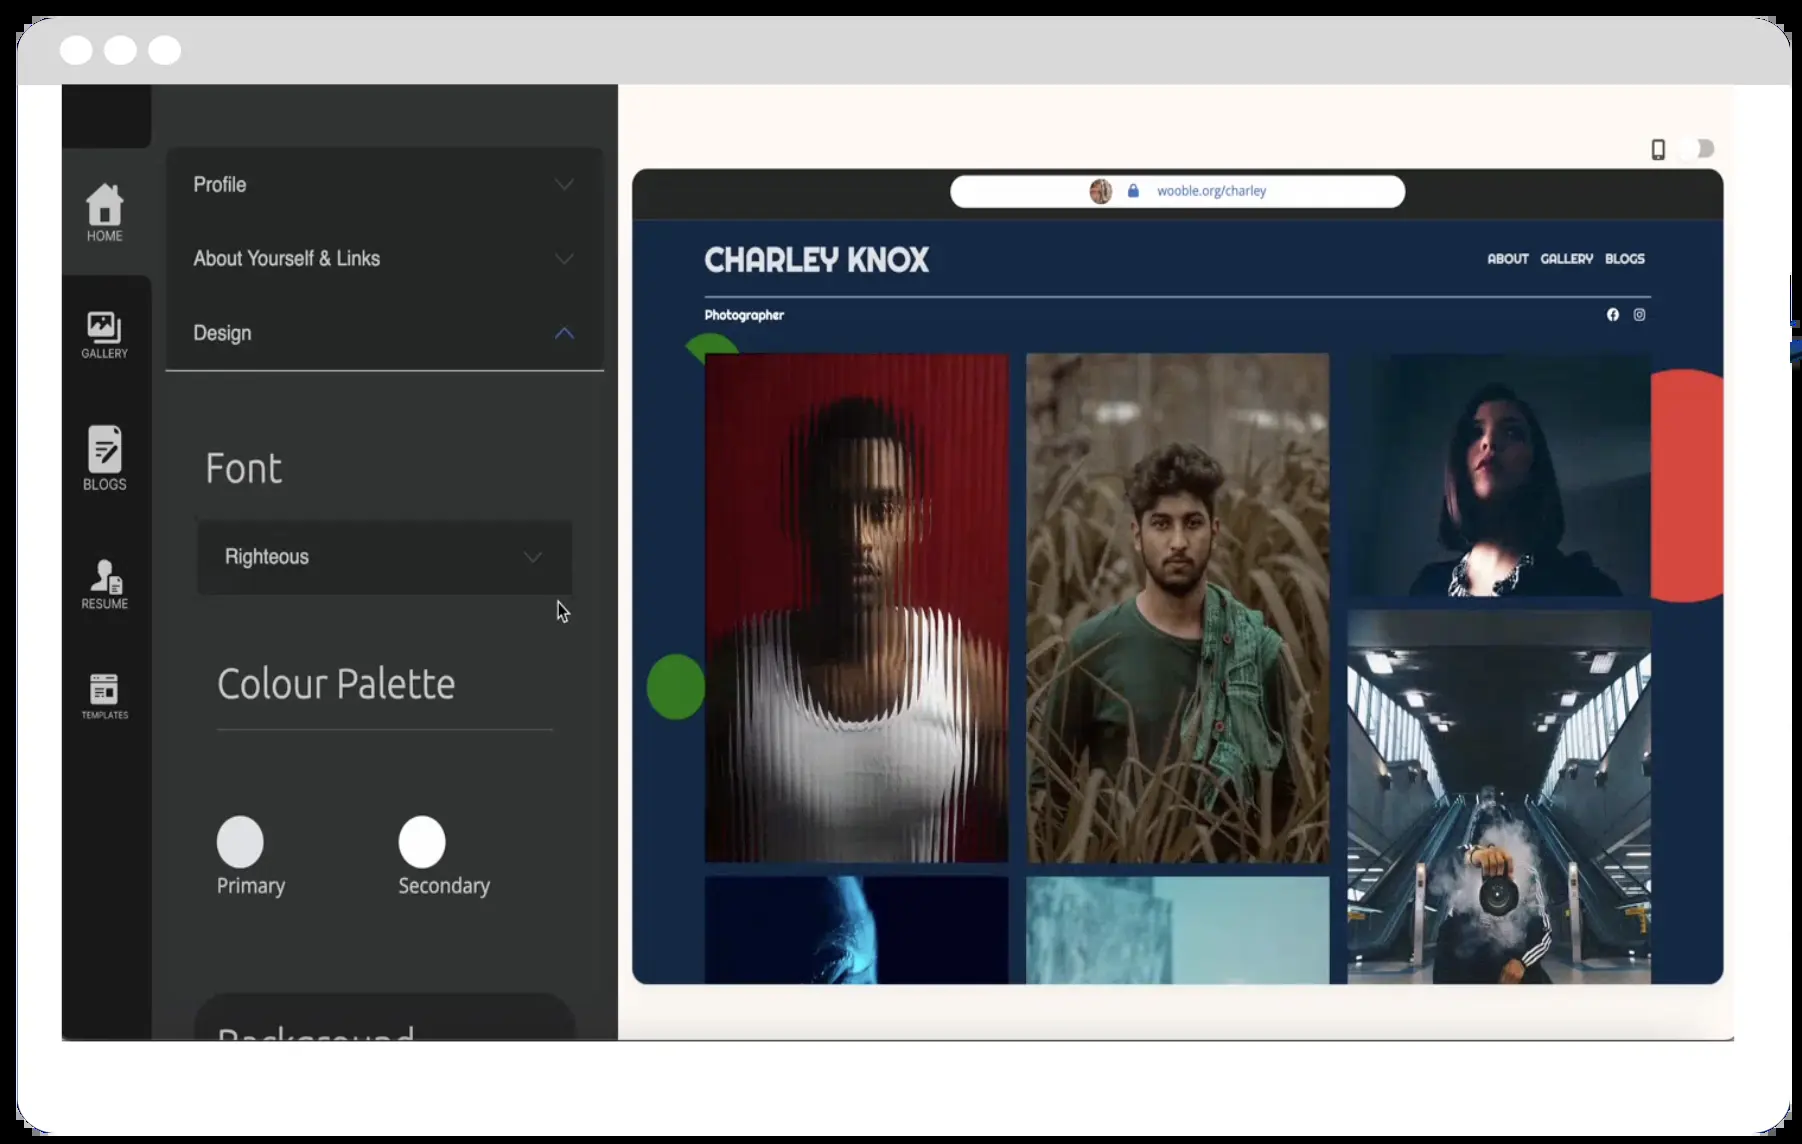 HOME
GALLERY
BLOGS
RESUME
TEMPLATES
Profile
About Yourself & Links
Design
Font
Righteous
Colour Palette
Primary
Secondary
Background
wooble.org/charley
CHARLEY KNOX
ABOUT GALLERY BLOGS
Photographer